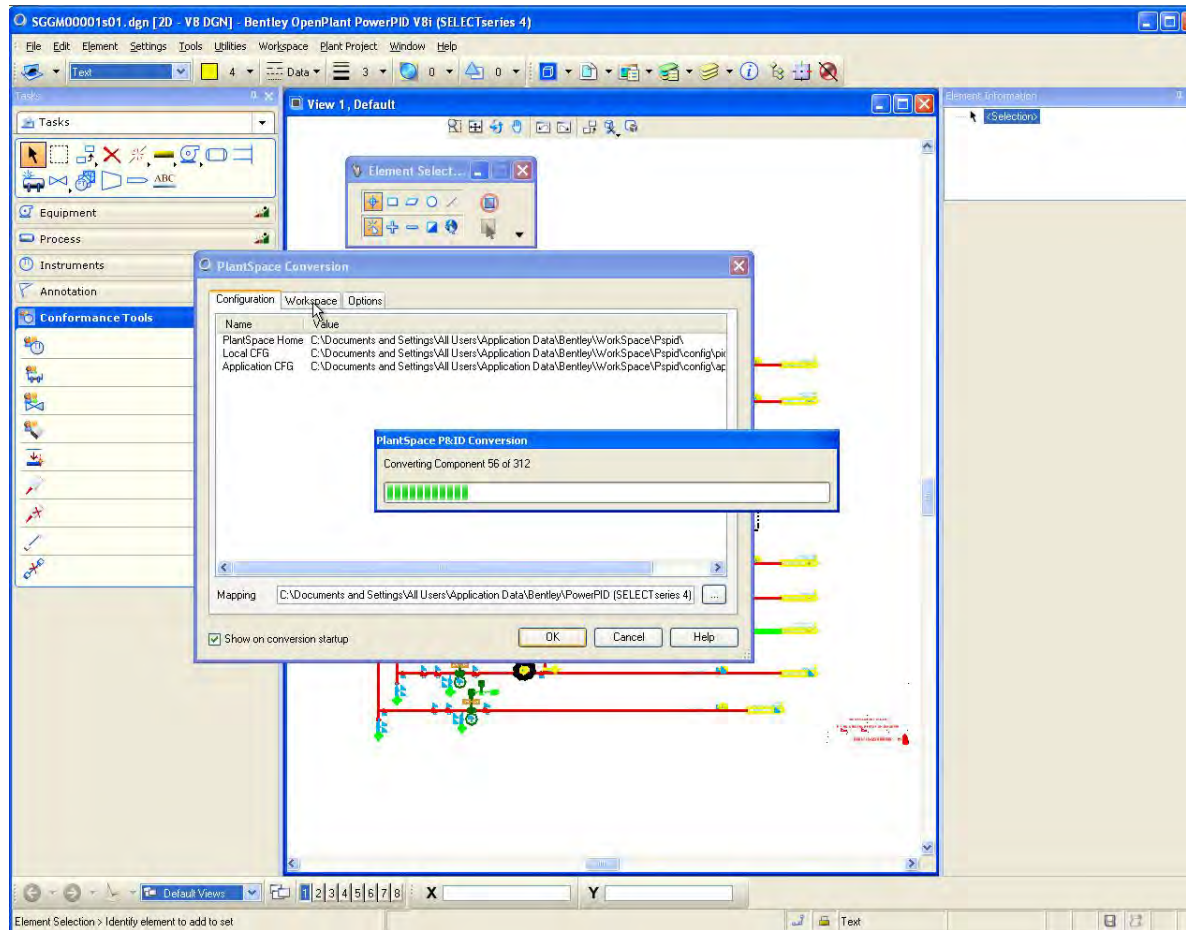 SGGM00001s01.dgn [2D - V8 DGN] - Bentley OpenPlant PowerPID V8i (SELECTseries 4)
File Edit Element Settings Tools Utilities Workspace Plant Project Window Help
Text 4 Data 3 0 0
Tasks
View 1, Default
Element Information
Tasks
<Selection>
Element Select...
ABC
Equipment
Process
Instruments
Annotation
Conformance Tools
PlantSpace Conversion
Configuration Workspace Options
Name Value
PlantSpace Home C:\Documents and Settings\All Users\Application Data\Bentley\WorkSpace\Pspid\
Local CFG C:\Documents and Settings\All Users\Application Data\Bentley\WorkSpace\Pspid\config\pic
Application CFG C:\Documents and Settings\All Users\Application Data\Bentley\WorkSpace\Pspid\config\ap
PlantSpace P&ID Conversion
Converting Component 56 of 312
Mapping C:\Documents and Settings\All Users\Application Data\Bentley\PowerPID (SELECTseries 4) ...
Show on conversion startup
OK Cancel Help
Default Views 1 2 3 4 5 6 7 8 X Y
Element Selection > Identify element to add to set
Text